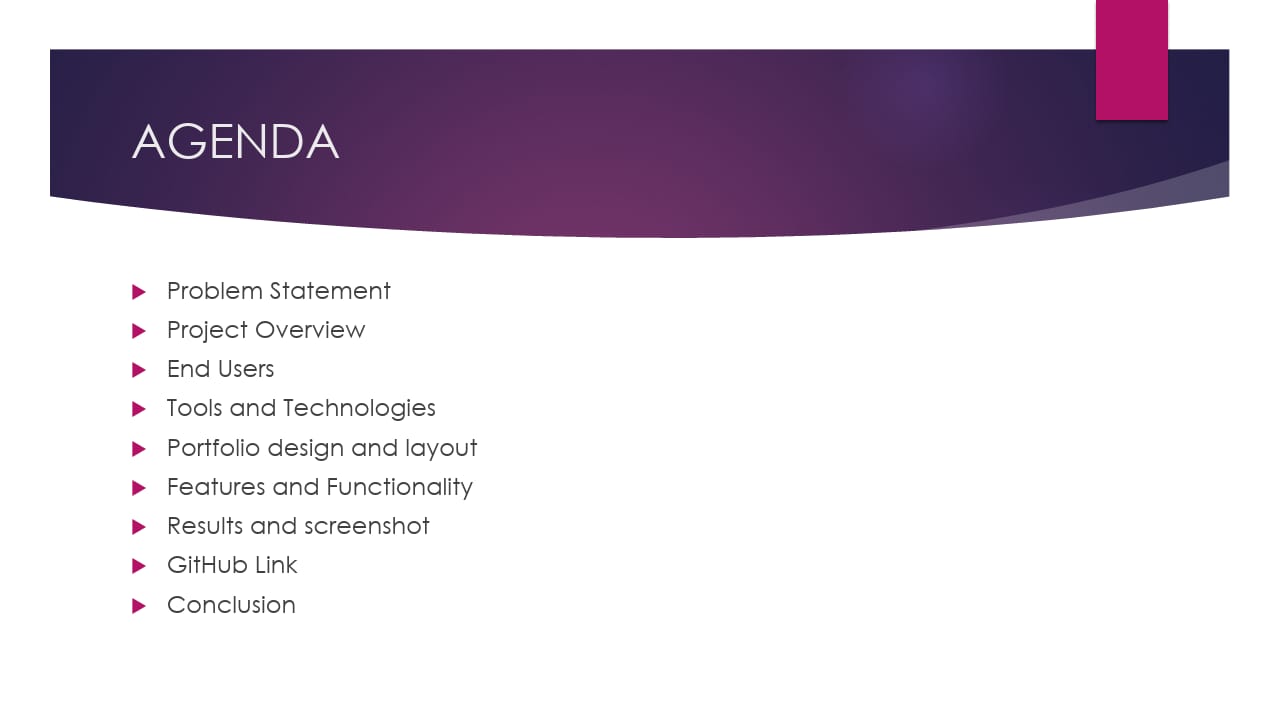 AGENDA
Problem Statement
Project Overview
End Users
Tools and Technologies
Portfolio design and layout
Features and Functionality
Results and screenshot
GitHub Link
Conclusion